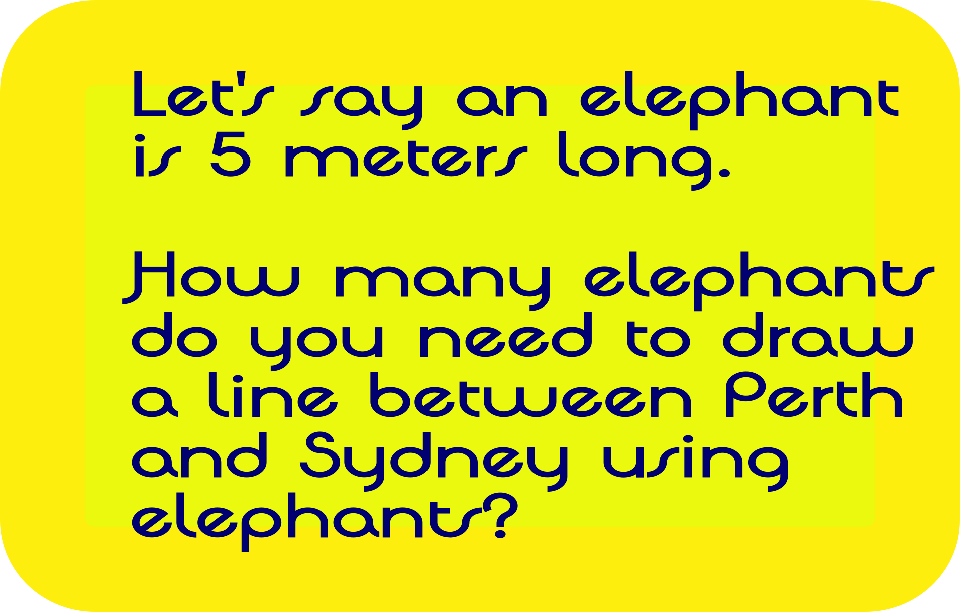 Let's say an elephant
is 5 meters long.
How many elephants
do you need to draw
a line between Perth
and Sydney using
elephants?